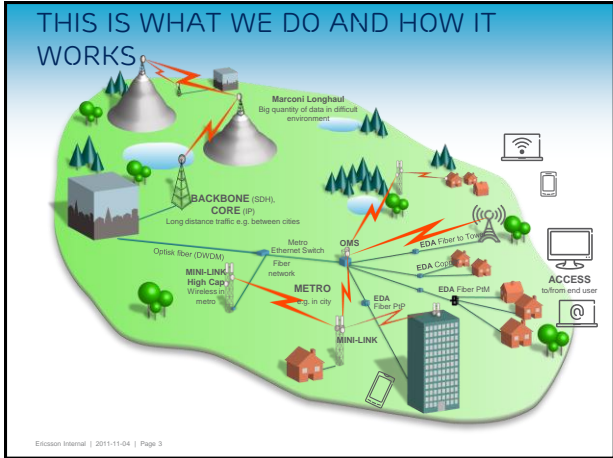 THIS IS WHAT WE DO AND HOW IT
WORKS
Marconi Longhaul
Big quantity of data in difficult
environment
BACKBONE (SDH),
CORE (IP)
Long distance traffic e.g. between cities
Optisk fiber (DWDM)
Metro
Ethernet Switch
Fiber
network
OMS
EDA Fiber to Tow
EDA Cop
EDA Fiber PtM
ACCESS
to/from end user
@
MINI-LINK
High Cap
Wireless in
metro
METRO
e.g. in city
EDA
Fiber PtP
MINI-LINK
Ericsson Internal | 2011-11-04 | Page 3